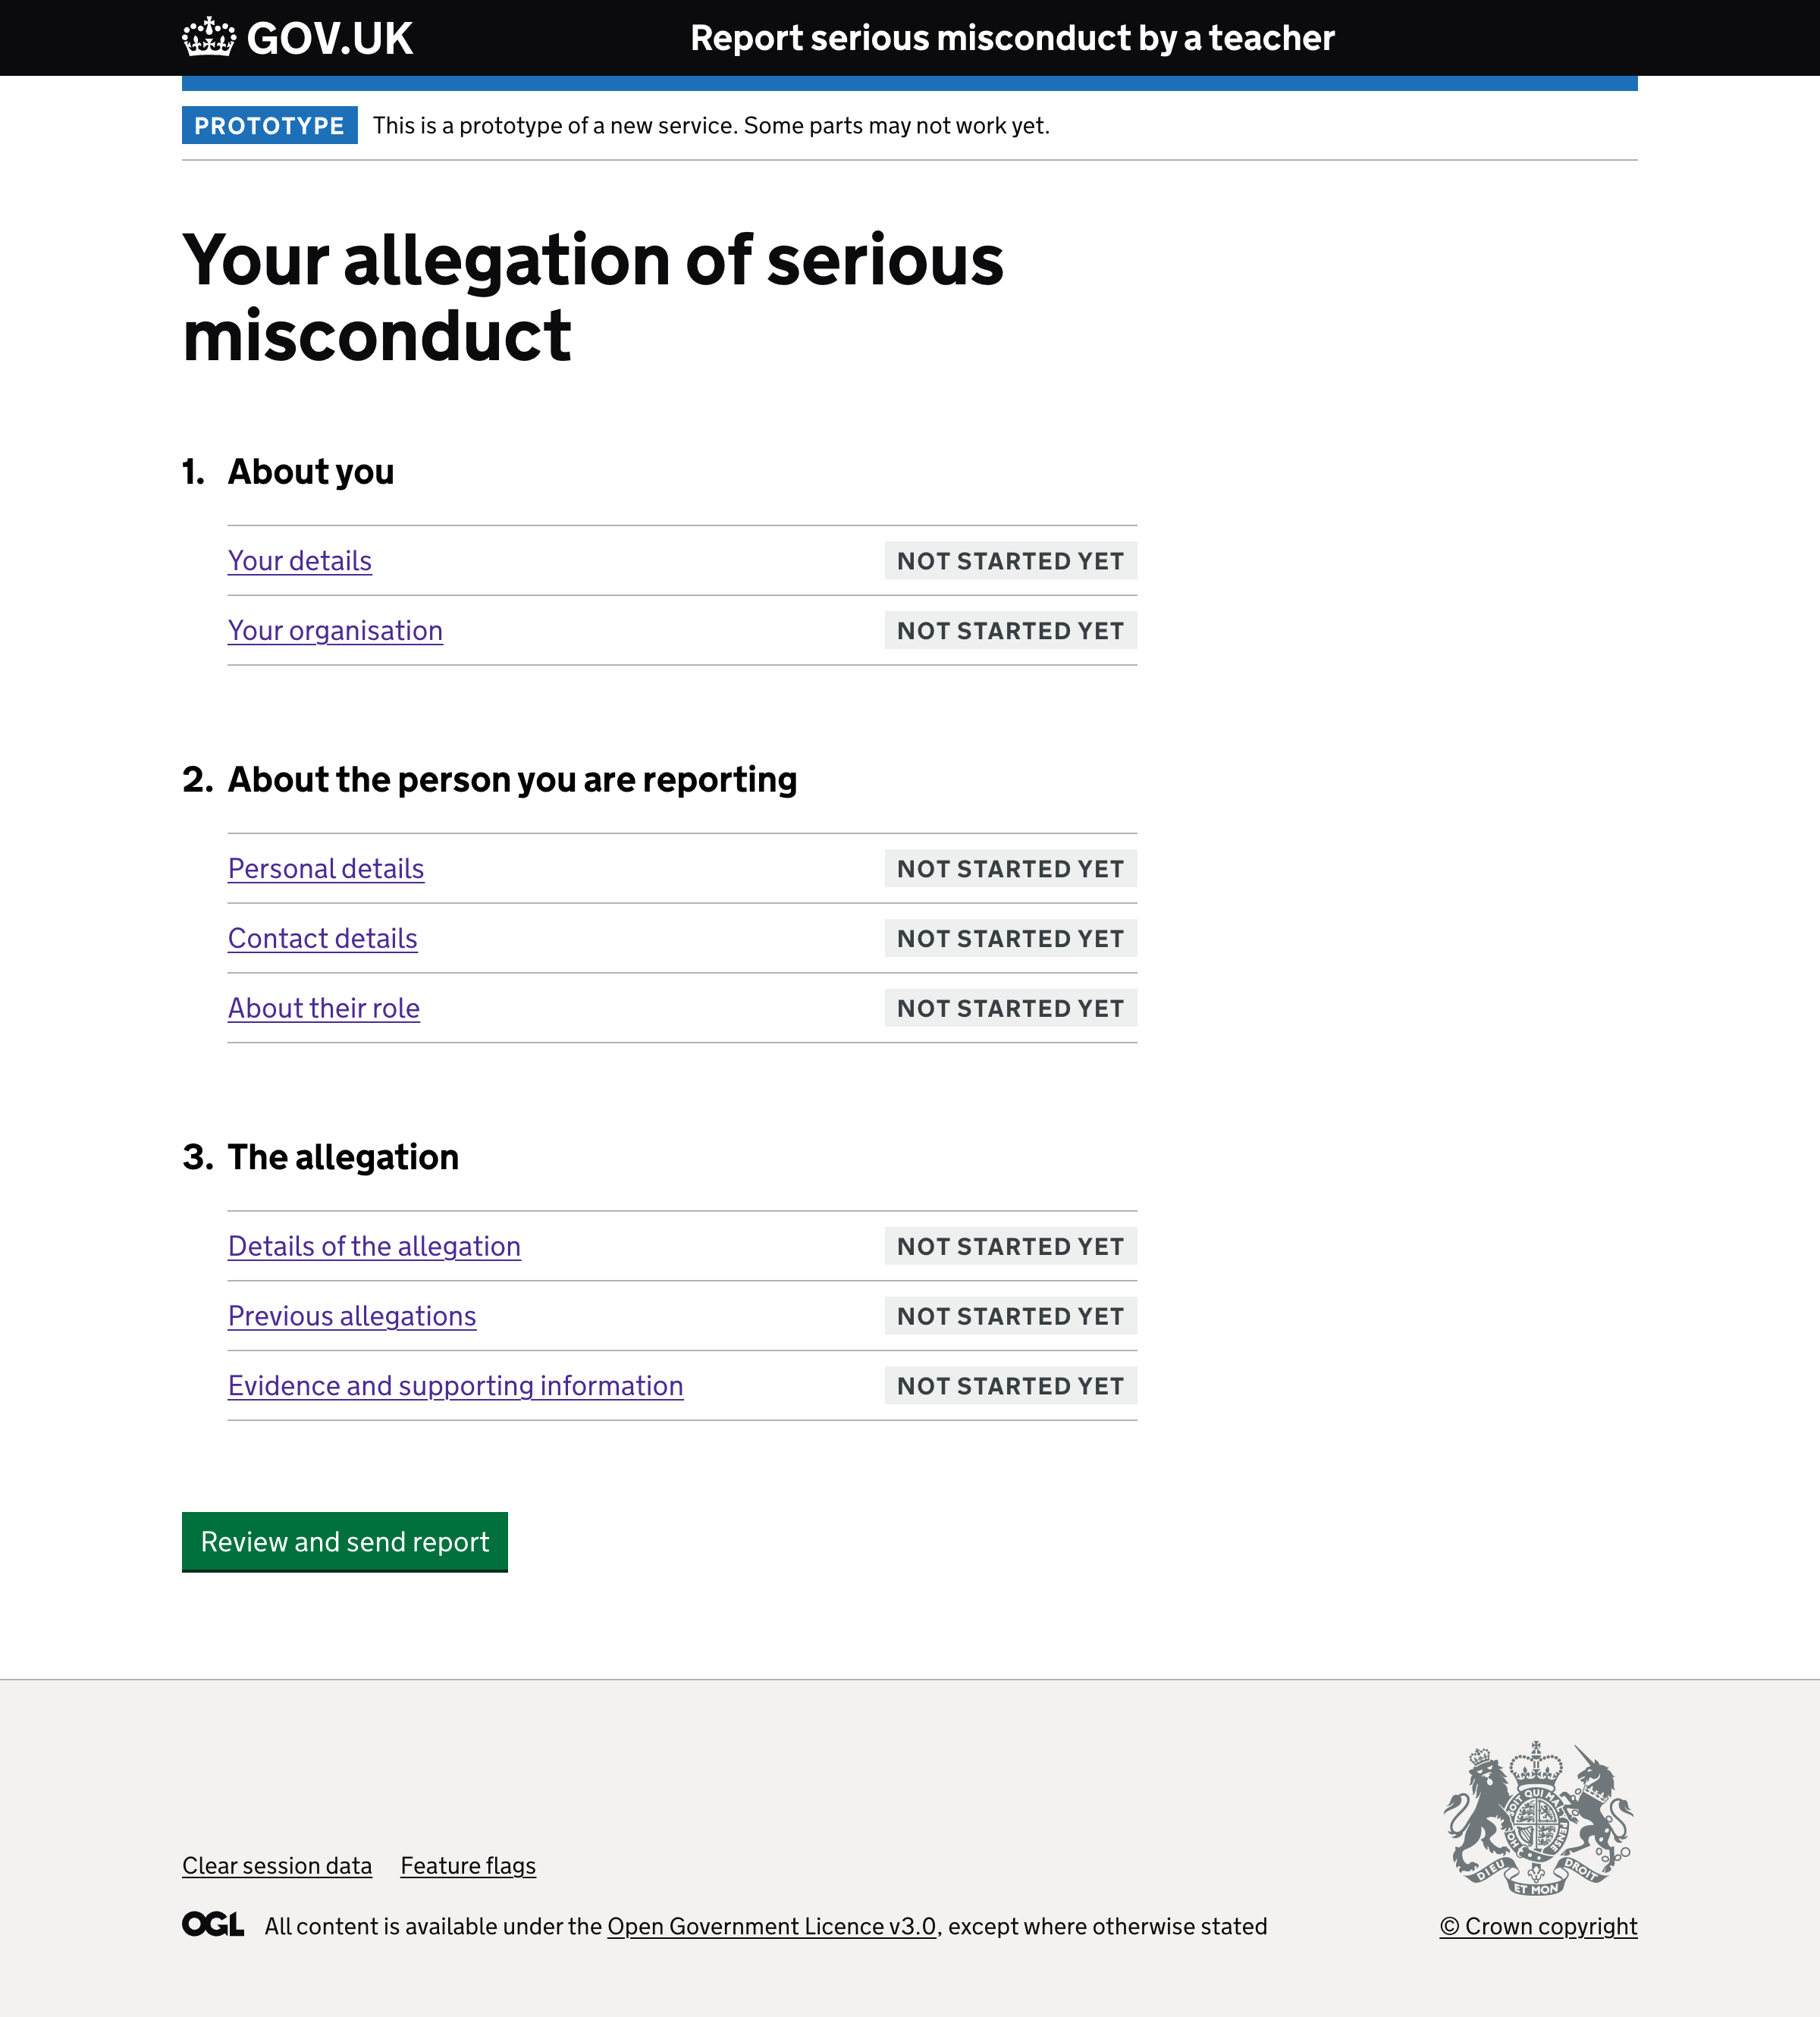 GOV.UK
Report serious misconduct by a teacher
PROTOTYPE This is a prototype of a new service. Some parts may not work yet.
Your allegation of serious
misconduct
1. About you
Your details NOT STARTED YET
Your organisation NOT STARTED YET
2. About the person you are reporting
Personal details NOT STARTED YET
Contact details NOT STARTED YET
About their role NOT STARTED YET
3. The allegation
Details of the allegation NOT STARTED YET
Previous allegations NOT STARTED YET
Evidence and supporting information NOT STARTED YET
Review and send report
DIEU ET MON DROIT
Clear session data Feature flags
OGL All content is available under the Open Government Licence v3.0, except where otherwise stated
© Crown copyright